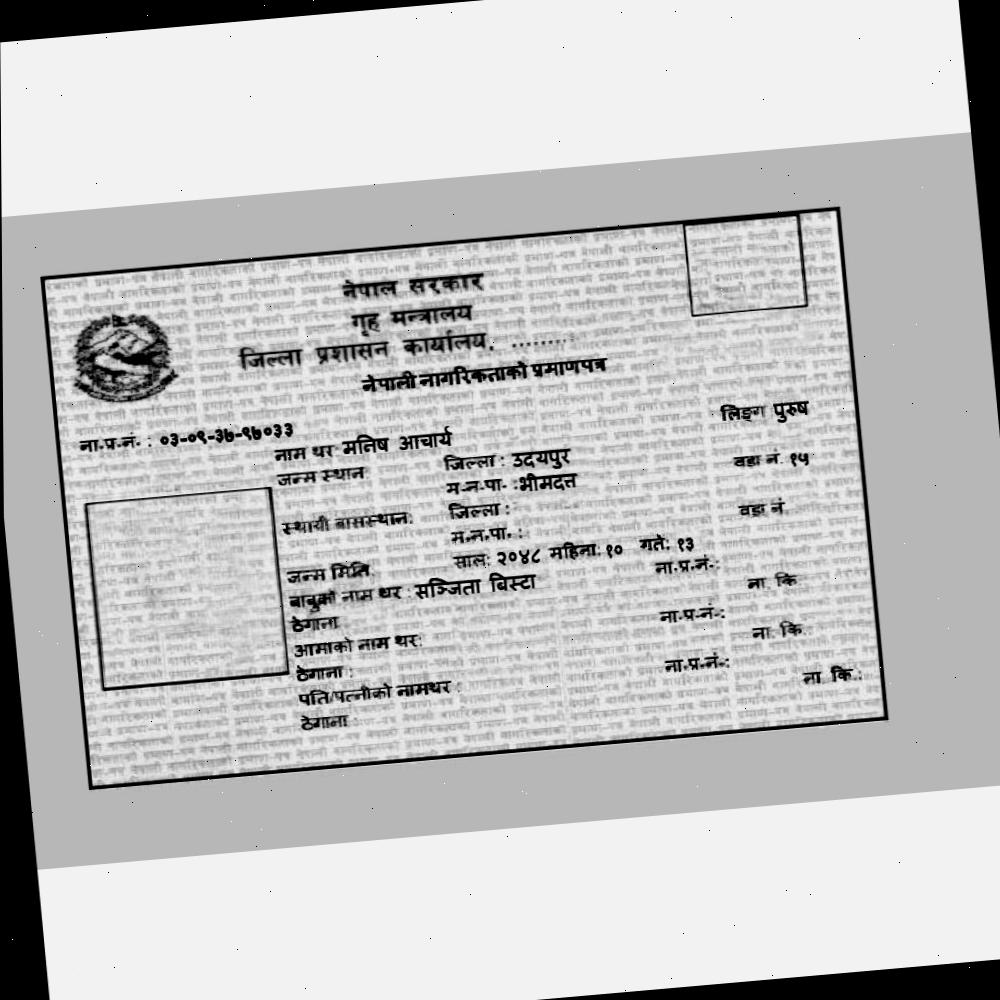 नेपाल सरकार
गृह मन्त्रालय
जिल्ला प्रशासन कार्यालय, .........
नेपाली नागरिकताको प्रमाणपत्र
ना.प्र.नं. : ०३-०९-३७-९७०३३
लिङ्ग पुरुष
नाम थर मनिष आचार्य
जन्म स्थान: जिल्ला : उदयपुर
म.न.पा. :भीमदत्त वडा नं. १५
स्थायी बासस्थान: जिल्ला :
म.न.पा. : वडा नं.
जन्म मिति साल: २०४८ महिना: १० गते: १३
बाबुको नाम थर : सञ्जिता बिस्टा ना.प्र.नं.:
ठेगाना ना. कि.
आमाको नाम थर: ना.प्र.नं.:
ठेगाना : ना. कि.
पति/पत्नीको नामथर : ना.प्र.नं.:
ठेगाना : ना. कि.: